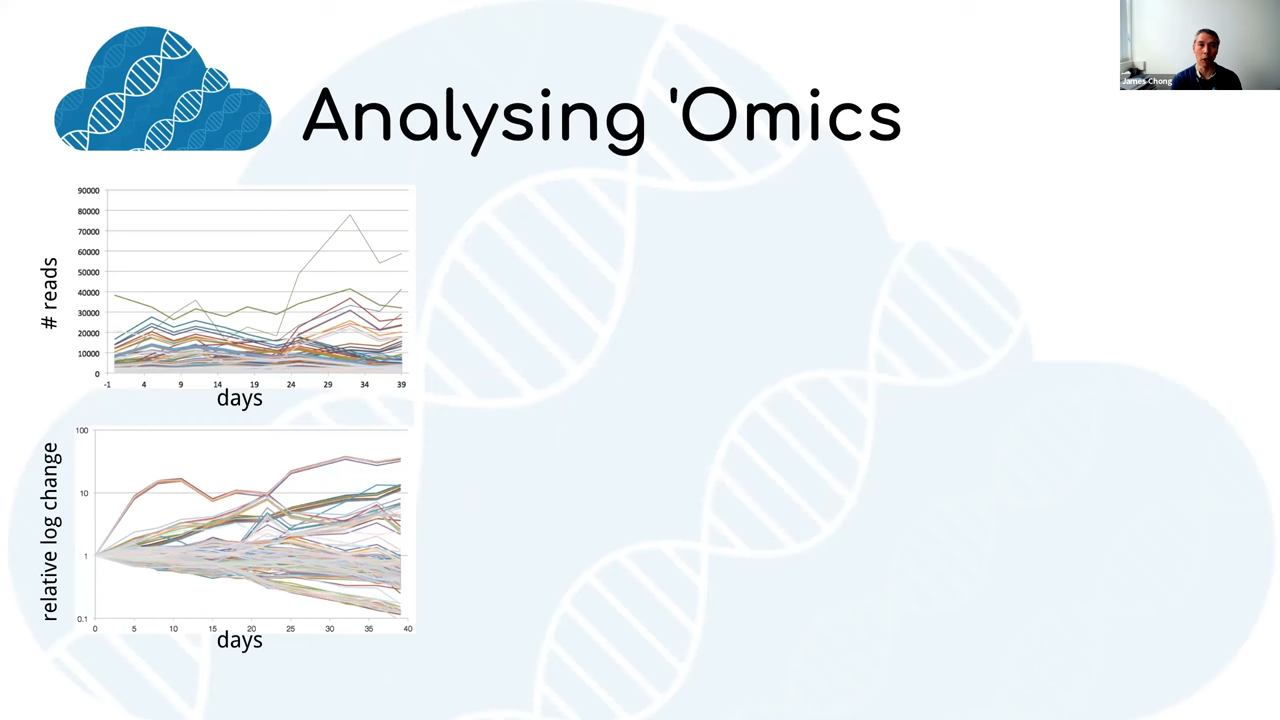 James Chong
Analysing 'Omics
90000
80000
70000
60000
50000
40000
30000
20000
10000
0
# reads
-1 4 9 14 19 24 29 34 39
days
100
10
1
0.1
relative log change
0 5 10 15 20 25 30 35 40
days